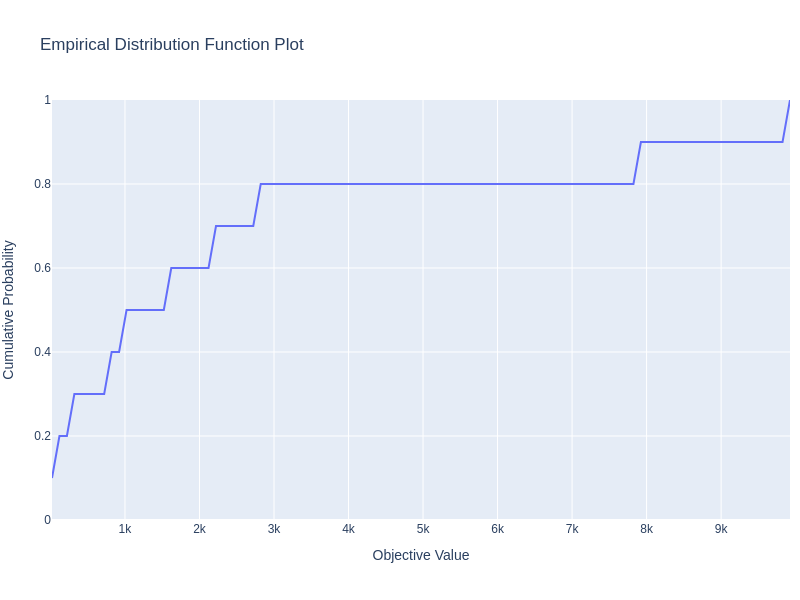 Empirical Distribution Function Plot
1
0.8
0.6
0.4
0.2
0
Cumulative Probability
1k 2k 3k 4k 5k 6k 7k 8k 9k
Objective Value